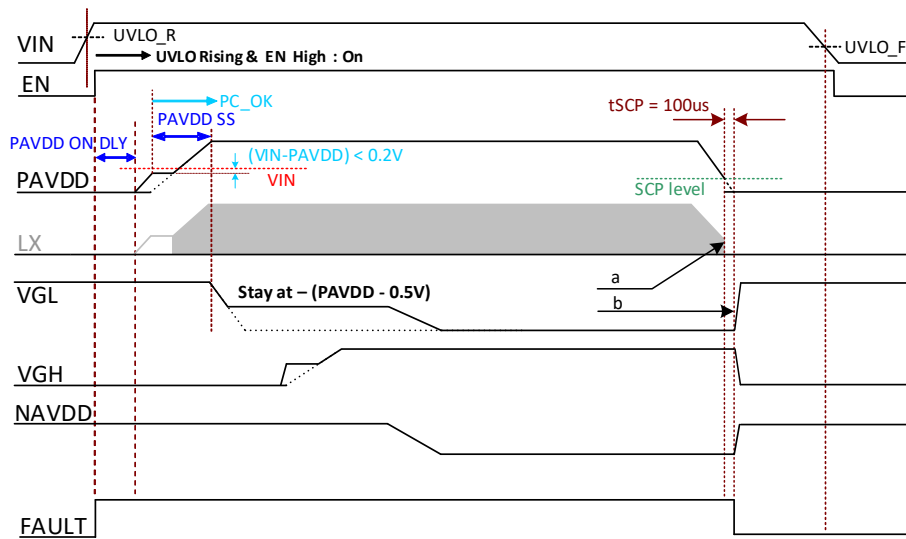 VIN
UVLO_R
UVLO Rising & EN High : On
UVLO_F
EN
PC_OK
tSCP = 100us
PAVDD SS
PAVDD ON DLY
(VIN-PAVDD) < 0.2V
PAVDD
VIN
SCP level
LX
a
VGL
Stay at – (PAVDD - 0.5V)
b
VGH
NAVDD
FAULT